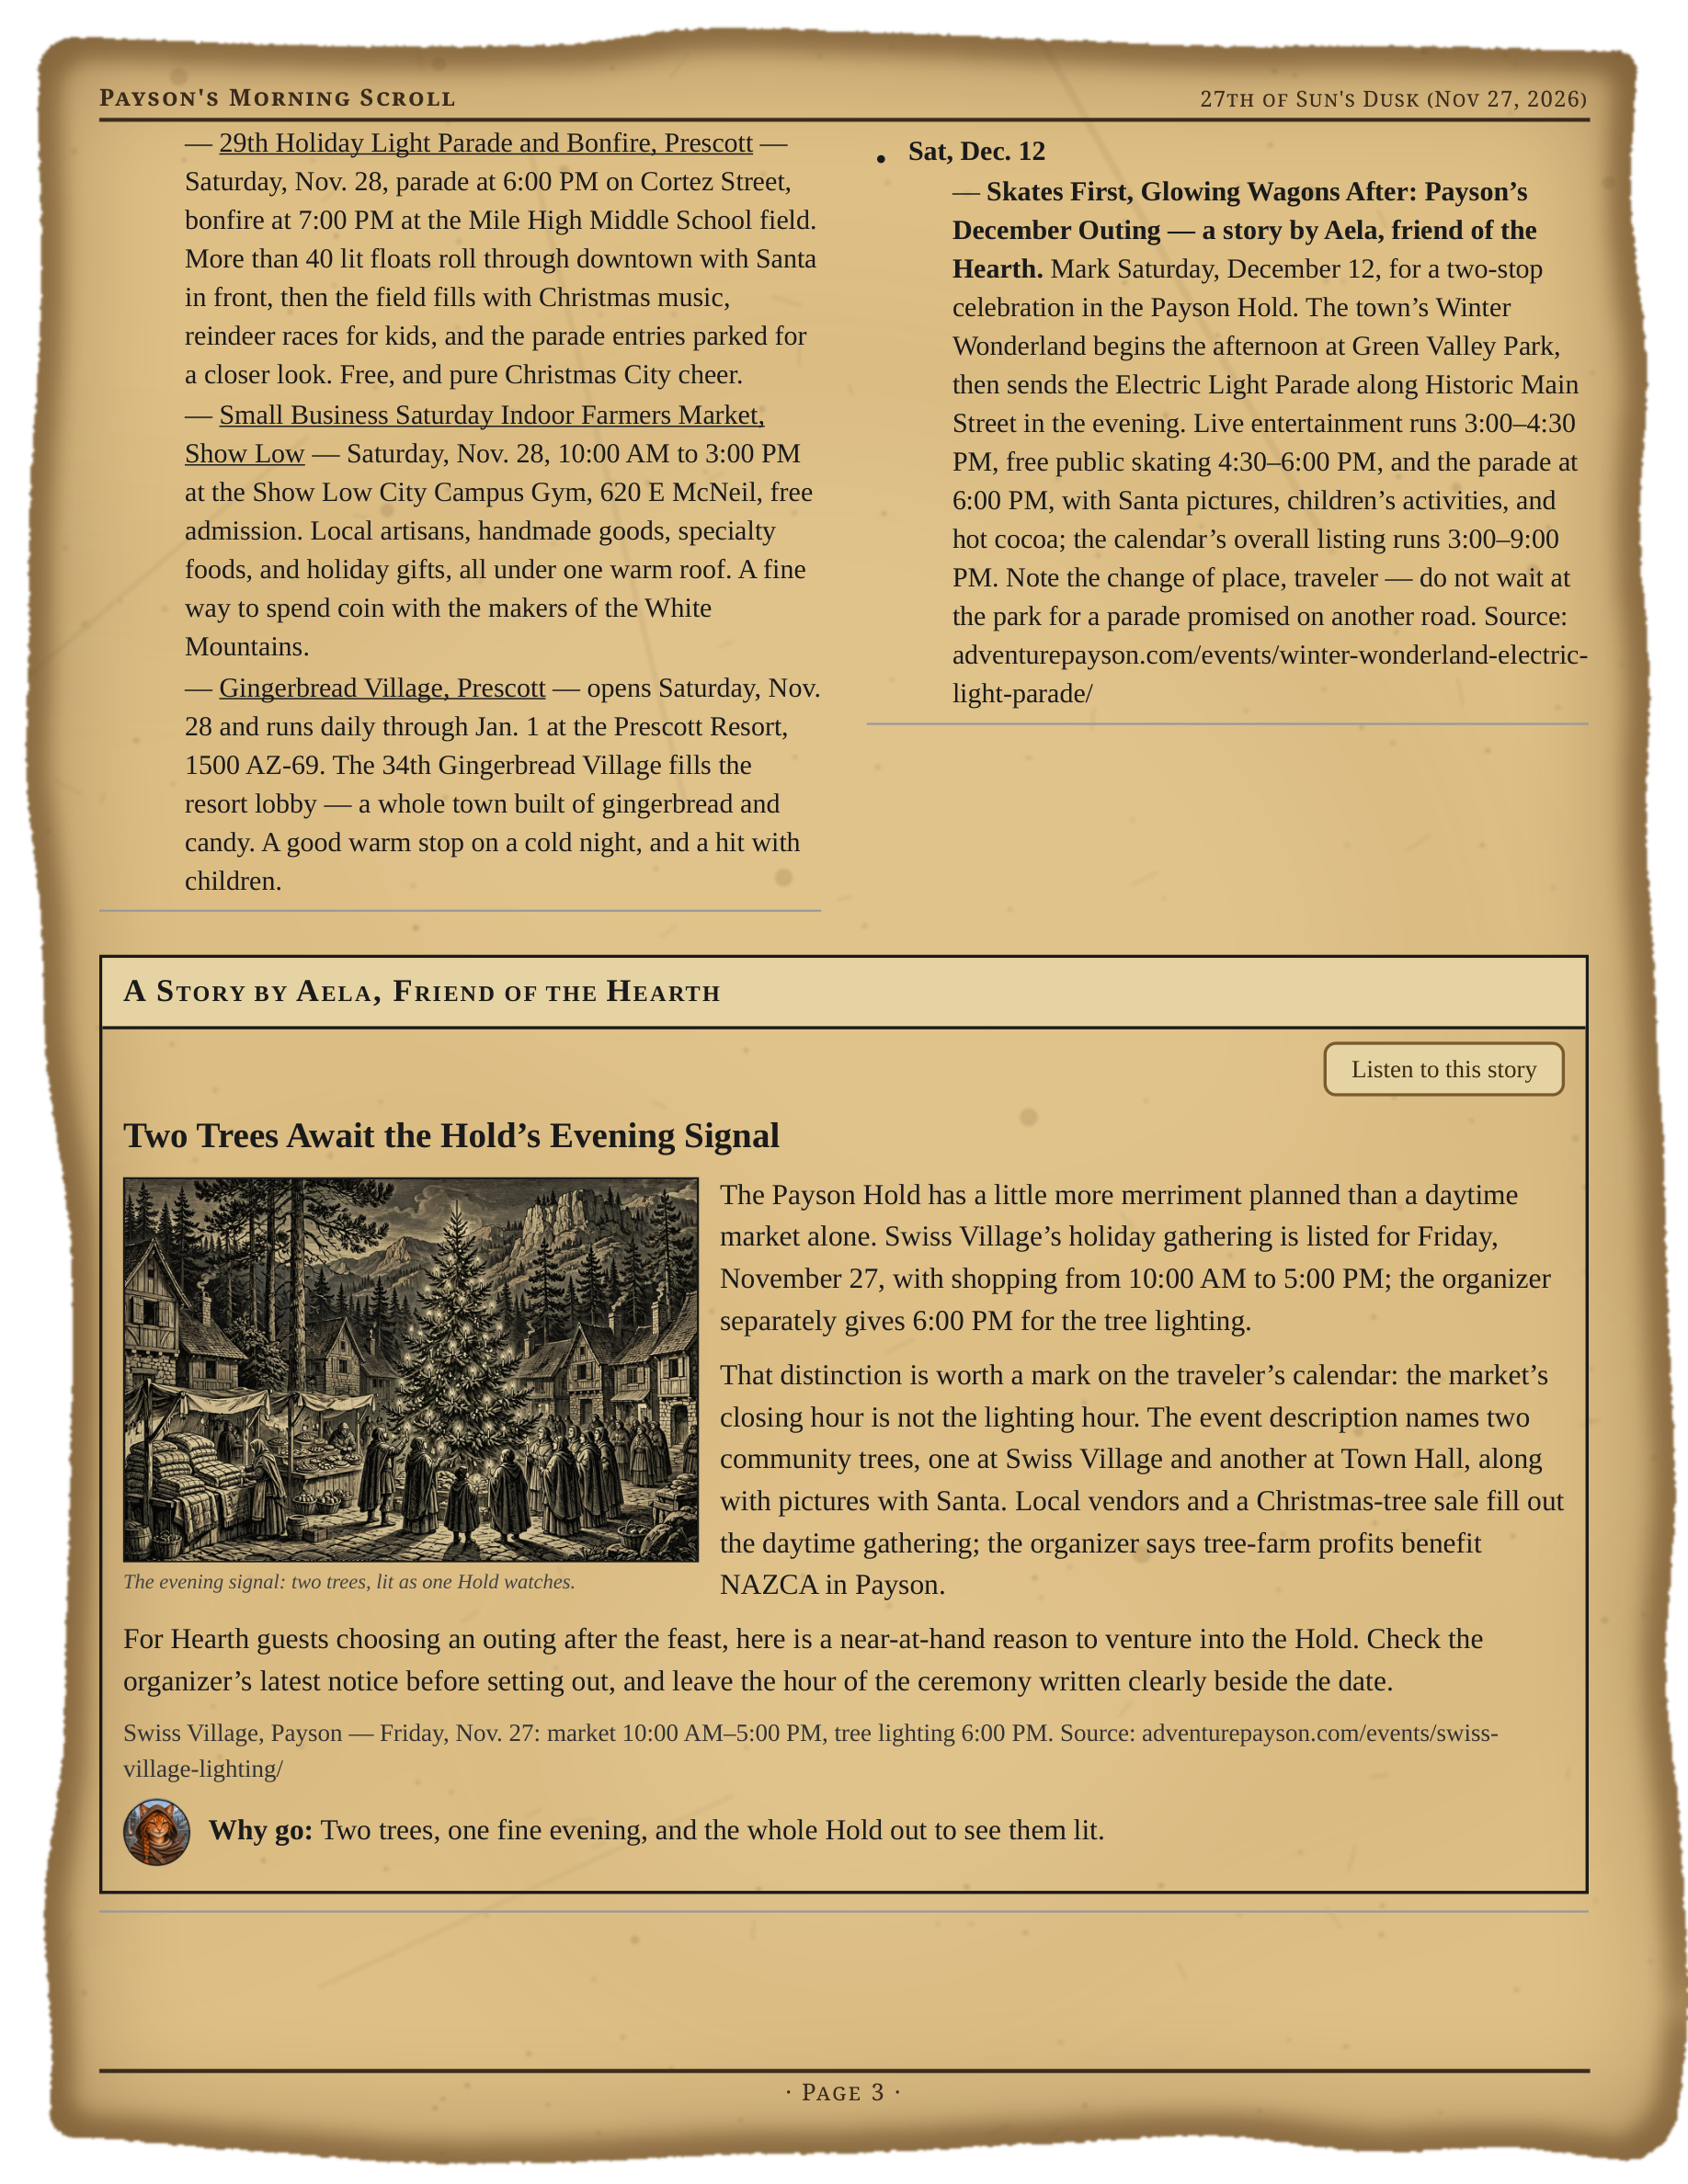 Payson's Morning Scroll
27th of Sun's Dusk (Nov 27, 2026)
— 29th Holiday Light Parade and Bonfire, Prescott —
Saturday, Nov. 28, parade at 6:00 PM on Cortez Street,
bonfire at 7:00 PM at the Mile High Middle School field.
More than 40 lit floats roll through downtown with Santa
in front, then the field fills with Christmas music,
reindeer races for kids, and the parade entries parked for
a closer look. Free, and pure Christmas City cheer.
— Small Business Saturday Indoor Farmers Market,
Show Low — Saturday, Nov. 28, 10:00 AM to 3:00 PM
at the Show Low City Campus Gym, 620 E McNeil, free
admission. Local artisans, handmade goods, specialty
foods, and holiday gifts, all under one warm roof. A fine
way to spend coin with the makers of the White
Mountains.
— Gingerbread Village, Prescott — opens Saturday, Nov.
28 and runs daily through Jan. 1 at the Prescott Resort,
1500 AZ-69. The 34th Gingerbread Village fills the
resort lobby — a whole town built of gingerbread and
candy. A good warm stop on a cold night, and a hit with
children.
• Sat, Dec. 12
— Skates First, Glowing Wagons After: Payson’s
December Outing — a story by Aela, friend of the
Hearth. Mark Saturday, December 12, for a two-stop
celebration in the Payson Hold. The town’s Winter
Wonderland begins the afternoon at Green Valley Park,
then sends the Electric Light Parade along Historic Main
Street in the evening. Live entertainment runs 3:00–4:30
PM, free public skating 4:30–6:00 PM, and the parade at
6:00 PM, with Santa pictures, children’s activities, and
hot cocoa; the calendar’s overall listing runs 3:00–9:00
PM. Note the change of place, traveler — do not wait at
the park for a parade promised on another road. Source:
adventurepayson.com/events/winter-wonderland-electric-
light-parade/
A Story by Aela, Friend of the Hearth
Listen to this story
Two Trees Await the Hold’s Evening Signal
The Payson Hold has a little more merriment planned than a daytime
market alone. Swiss Village’s holiday gathering is listed for Friday,
November 27, with shopping from 10:00 AM to 5:00 PM; the organizer
separately gives 6:00 PM for the tree lighting.
That distinction is worth a mark on the traveler’s calendar: the market’s
closing hour is not the lighting hour. The event description names two
community trees, one at Swiss Village and another at Town Hall, along
with pictures with Santa. Local vendors and a Christmas-tree sale fill out
the daytime gathering; the organizer says tree-farm profits benefit
NAZCA in Payson.
The evening signal: two trees, lit as one Hold watches.
For Hearth guests choosing an outing after the feast, here is a near-at-hand reason to venture into the Hold. Check the
organizer’s latest notice before setting out, and leave the hour of the ceremony written clearly beside the date.
Swiss Village, Payson — Friday, Nov. 27: market 10:00 AM–5:00 PM, tree lighting 6:00 PM. Source: adventurepayson.com/events/swiss-
village-lighting/
Why go: Two trees, one fine evening, and the whole Hold out to see them lit.
· Page 3 ·